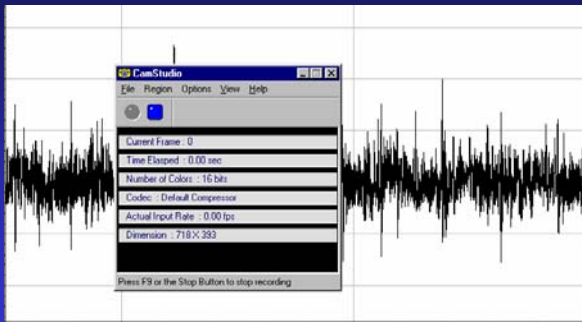 CamStudio
File Region Options View Help
Current Frame : 0
Time Elasped : 0.00 sec
Number of Colors : 16 bits
Codec : Default Compressor
Actual Input Rate : 0.00 fps
Dimension : 718 X 393
Press F9 or the Stop Button to stop recording